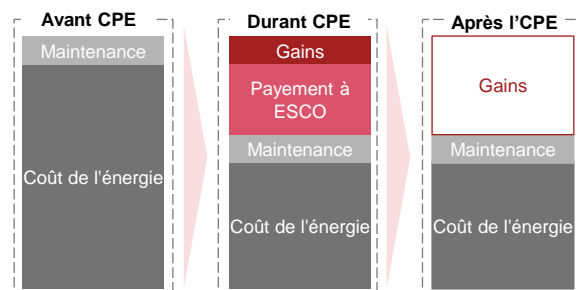 Avant CPE
Maintenance
Coût de l'énergie
Durant CPE
Gains
Payement à
ESCO
Maintenance
Coût de l'énergie
Après l'CPE
Gains
Maintenance
Coût de l'énergie